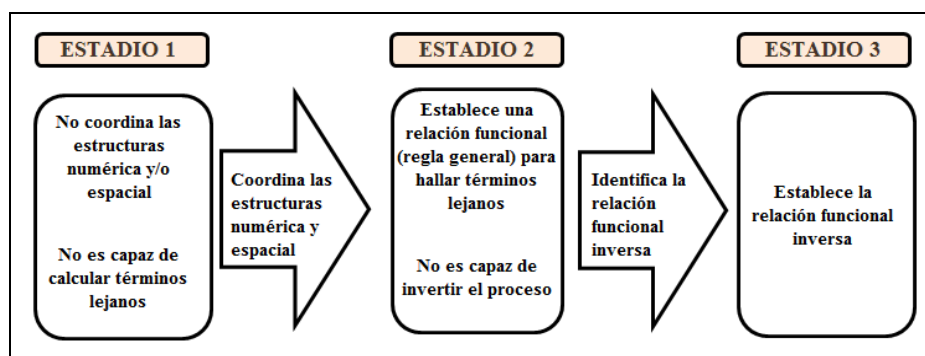 ESTADIO 1
ESTADIO 2
ESTADIO 3
No coordina las
estructuras
numérica y/o
espacial
No es capaz de
calcular términos
lejanos
Coordina las
estructuras
numérica y
espacial
Establece una
relación funcional
(regla general) para
hallar términos
lejanos
No es capaz de
invertir el proceso
Identifica la
relación
funcional
inversa
Establece la
relación funcional
inversa